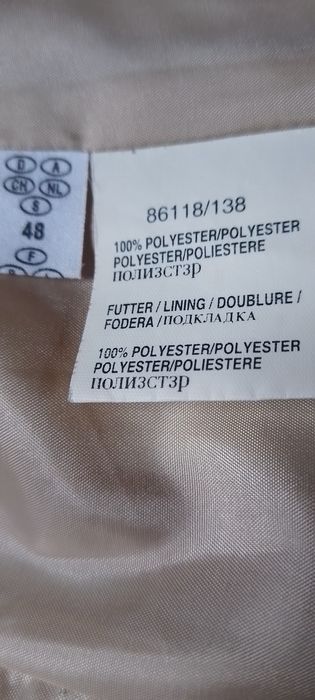 D A
CH NL
S
48
F
86118/138
100% POLYESTER/POLYESTER
POLYESTER/POLIESTERE
ПОЛИЗСТЗР
FUTTER / LINING / DOUBLURE /
FODERA /ПОДКЛАДКА
100% POLYESTER/POLYESTER
POLYESTER/POLIESTERE
ПОЛИЗСТЗР